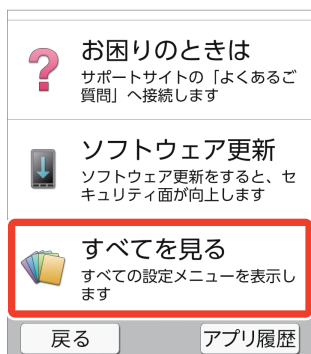 お困りのときは
サポートサイトの「よくあるご
質問」へ接続します
ソフトウェア更新
ソフトウェア更新をすると、セ
キュリティ面が向上します
すべてを見る
すべての設定メニューを表示し
ます
戻る
アプリ履歴